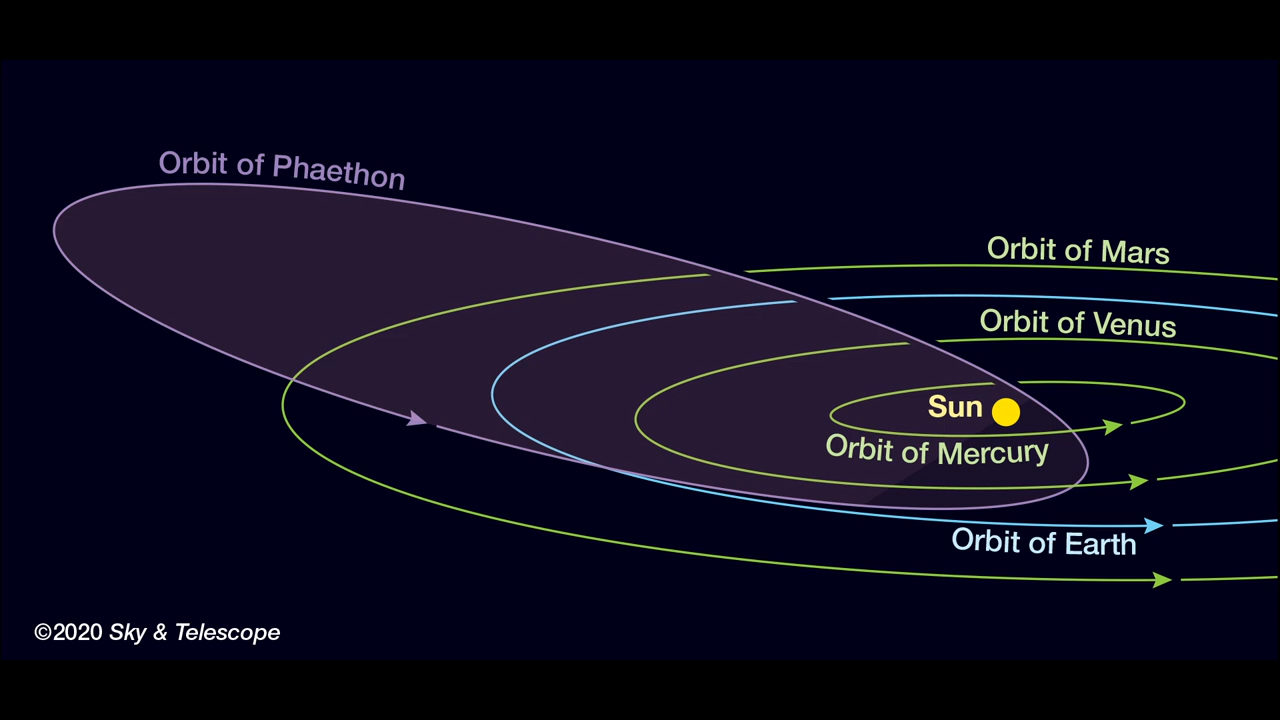 Orbit of Phaethon
Orbit of Mars
Orbit of Venus
Sun
Orbit of Mercury
Orbit of Earth
©2020 Sky & Telescope